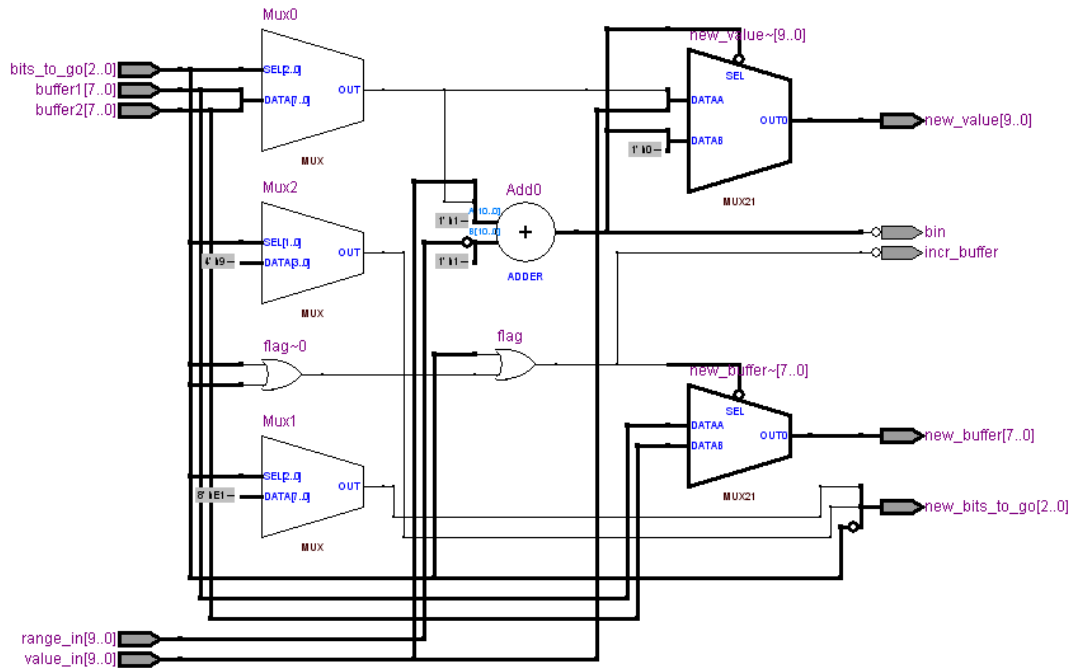 Mux0
new_value~[9..0]
bits_to_go[2..0]
buffer1[7..0]
buffer2[7..0]
SEL[2..0]
DATA[7..0]
OUT
MUX
SEL
DATAA
DATAB
OUT0
1' h0
MUX21
new_value[9..0]
Mux2
SEL[1..0]
DATA[3..0]
OUT
4' h9
MUX
Add0
A[10..0]
1' h1
B[10..0]
1' h1
+
ADDER
bin
incr_buffer
flag~0
flag
new_buffer~[7..0]
SEL
DATAA
DATAB
OUT0
MUX21
new_buffer[7..0]
Mux1
SEL[2..0]
DATA[7..0]
OUT
8' hE1
MUX
new_bits_to_go[2..0]
range_in[9..0]
value_in[9..0]